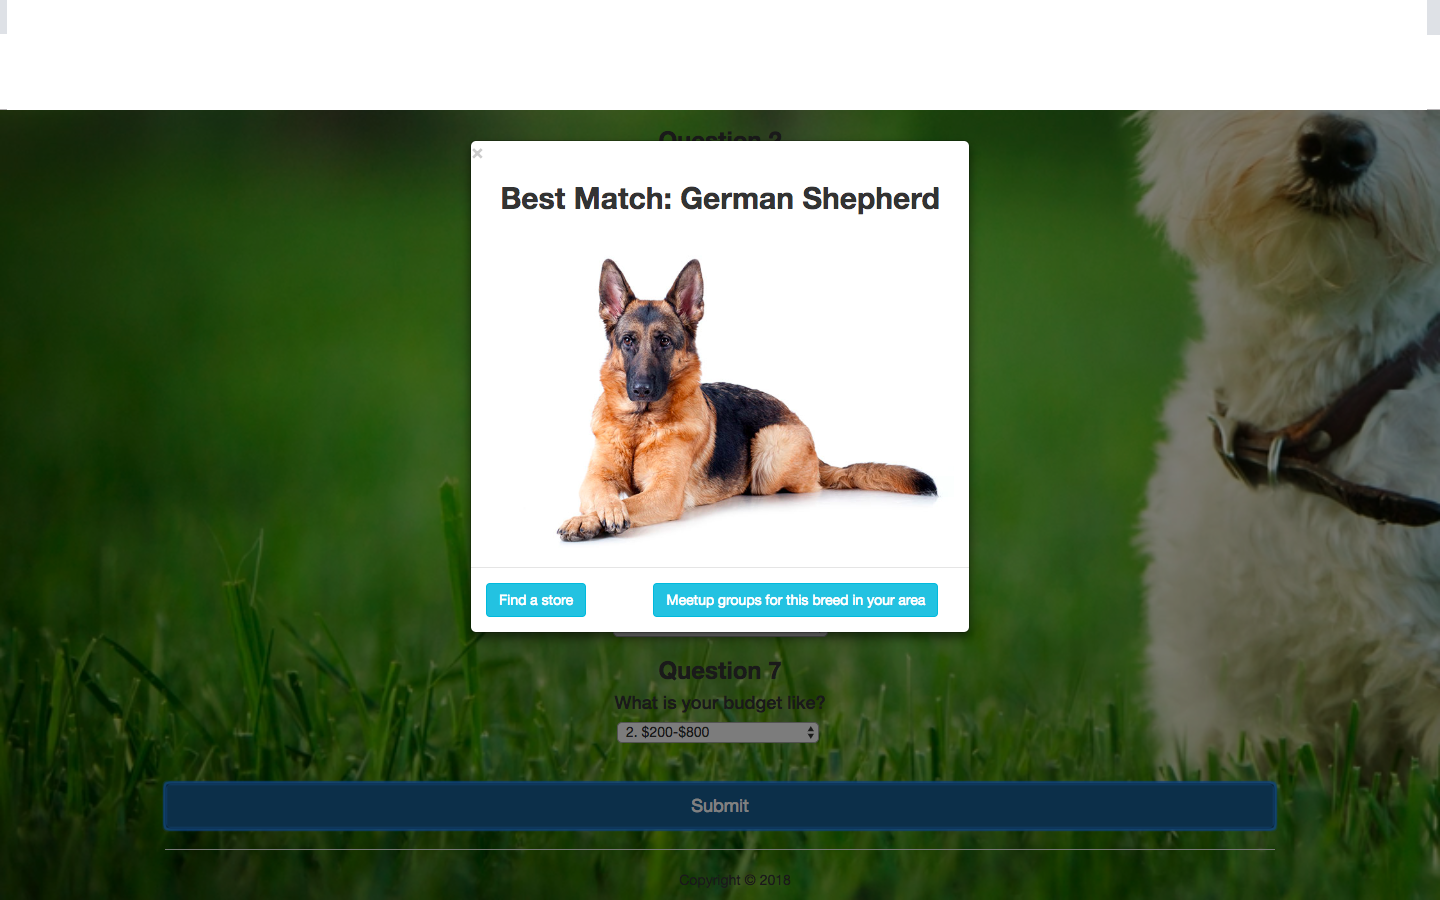 Question 2
×
Best Match: German Shepherd
Find a store
Meetup groups for this breed in your area
Question 7
What is your budget like?
2. $200-$800
Submit
Copyright © 2018